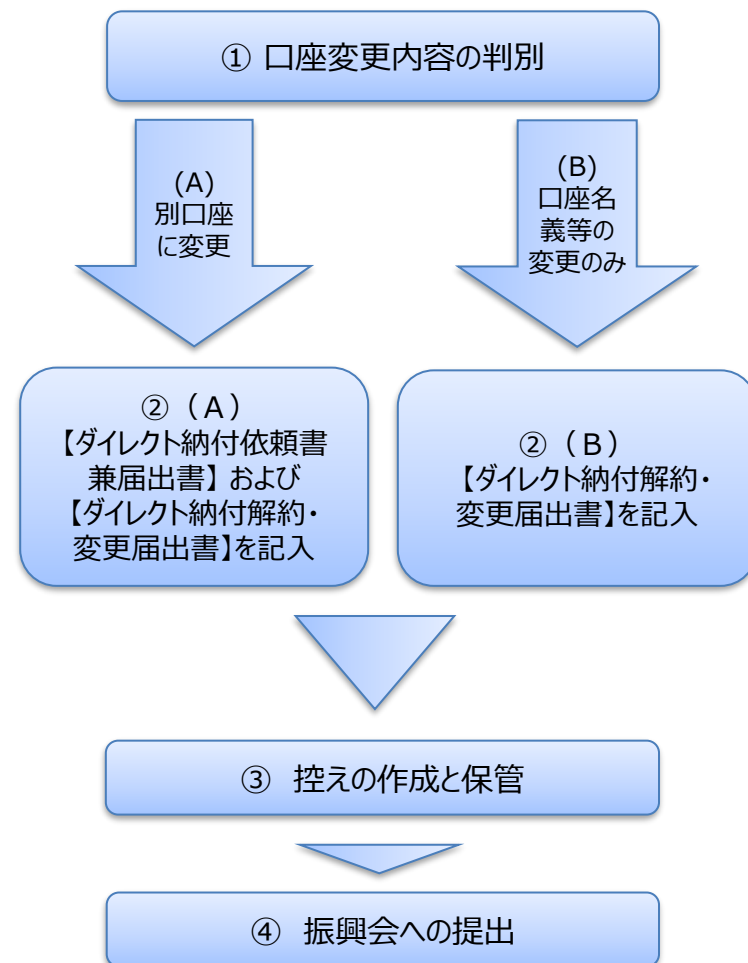 ① 口座変更内容の判別
(A)
別口座
に変更
(B)
口座名
義等の
変更のみ
②（A）
【ダイレクト納付依頼書
兼届出書】および
【ダイレクト納付解約・
変更届出書】を記入
②（B）
【ダイレクト納付解約・
変更届出書】を記入
③ 控えの作成と保管
④ 振興会への提出